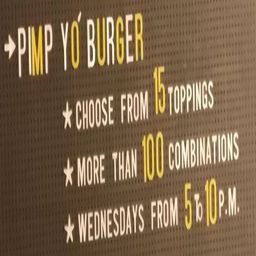 →PIMP YO' BURGER
★ CHOOSE FROM 15 TOPPINGS
★ MORE THAN 100 COMBINATIONS
★ WEDNESDAYS FROM 5 TO 10 P.M.